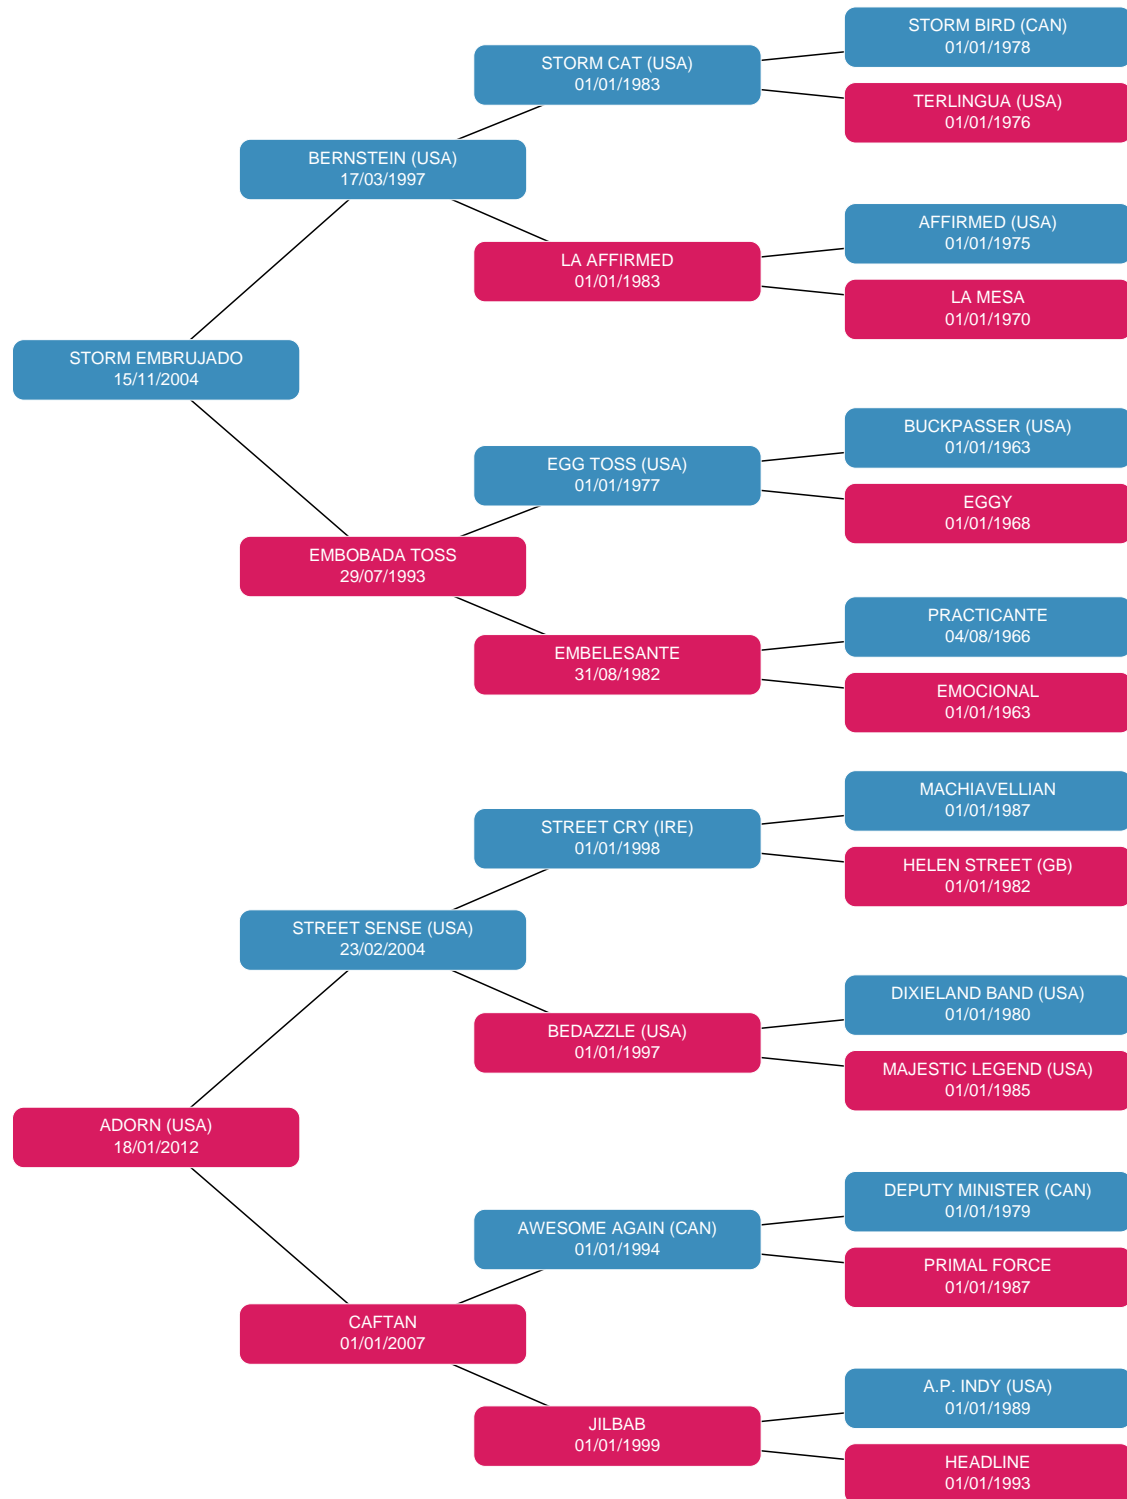 STORM BIRD (CAN)
01/01/1978
STORM CAT (USA)
01/01/1983
TERLINGUA (USA)
01/01/1976
BERNSTEIN (USA)
17/03/1997
AFFIRMED (USA)
01/01/1975
LA AFFIRMED
01/01/1983
LA MESA
01/01/1970
STORM EMBRUJADO
15/11/2004
BUCKPASSER (USA)
01/01/1963
EGG TOSS (USA)
01/01/1977
EGGY
01/01/1968
EMBOBADA TOSS
29/07/1993
PRACTICANTE
04/08/1966
EMBELESANTE
31/08/1982
EMOCIONAL
01/01/1963
MACHIAVELLIAN
01/01/1987
STREET CRY (IRE)
01/01/1998
HELEN STREET (GB)
01/01/1982
STREET SENSE (USA)
23/02/2004
DIXIELAND BAND (USA)
01/01/1980
BEDAZZLE (USA)
01/01/1997
MAJESTIC LEGEND (USA)
01/01/1985
ADORN (USA)
18/01/2012
DEPUTY MINISTER (CAN)
01/01/1979
AWESOME AGAIN (CAN)
01/01/1994
PRIMAL FORCE
01/01/1987
CAFTAN
01/01/2007
A.P. INDY (USA)
01/01/1989
JILBAB
01/01/1999
HEADLINE
01/01/1993